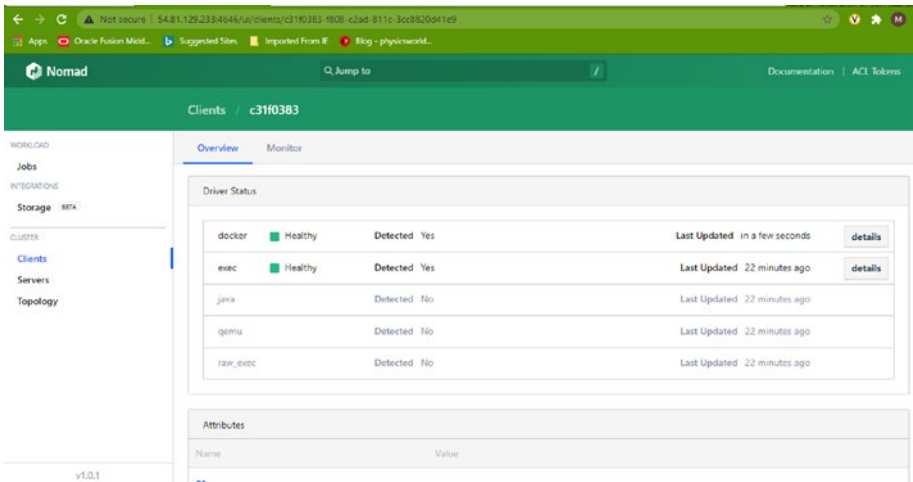 Not secure | 54.81.129.233:4646/ui/clients/c31f0383-f808-c2ad-811c-3cc8820d41e9
Apps Oracle Fusion Midd... Suggested Sites Imported From IE Blog - physicsworld...
Nomad Jump to / Documentation | ACL Tokens
Clients / c31f0383
WORKLOAD
Jobs
INTEGRATIONS
Storage BETA
CLUSTER
Clients
Servers
Topology
v1.0.1
Overview Monitor
Driver Status
docker Healthy Detected Yes Last Updated in a few seconds details
exec Healthy Detected Yes Last Updated 22 minutes ago details
java Detected No Last Updated 22 minutes ago
qemu Detected No Last Updated 22 minutes ago
raw_exec Detected No Last Updated 22 minutes ago
Attributes
Name Value